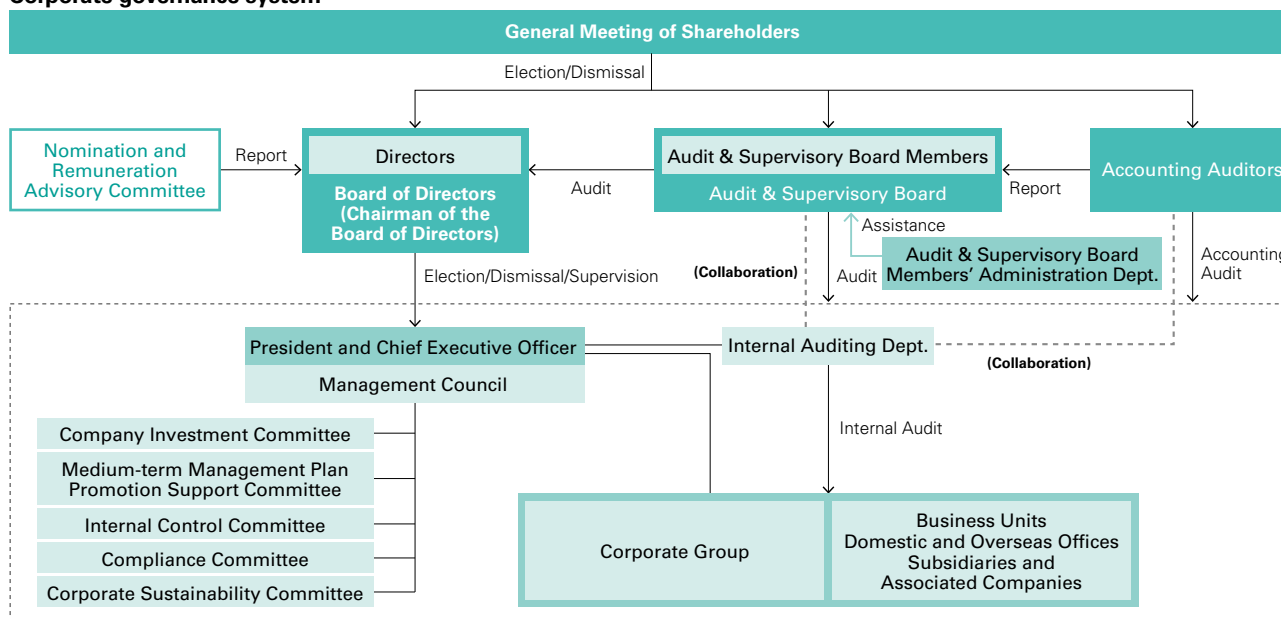 Corporate governance system
General Meeting of Shareholders
Election/Dismissal
Nomination and
Remuneration
Advisory Committee
Report
Directors
Board of Directors
(Chairman of the
Board of Directors)
Audit
Audit & Supervisory Board Members
Audit & Supervisory Board
Report
Accounting Auditors
Assistance
Audit & Supervisory Board
Members' Administration Dept.
Election/Dismissal/Supervision
(Collaboration)
Audit
Accounting
Audit
President and Chief Executive Officer
Management Council
Internal Auditing Dept.
(Collaboration)
Company Investment Committee
Medium-term Management Plan
Promotion Support Committee
Internal Control Committee
Compliance Committee
Corporate Sustainability Committee
Internal Audit
Corporate Group
Business Units
Domestic and Overseas Offices
Subsidiaries and
Associated Companies